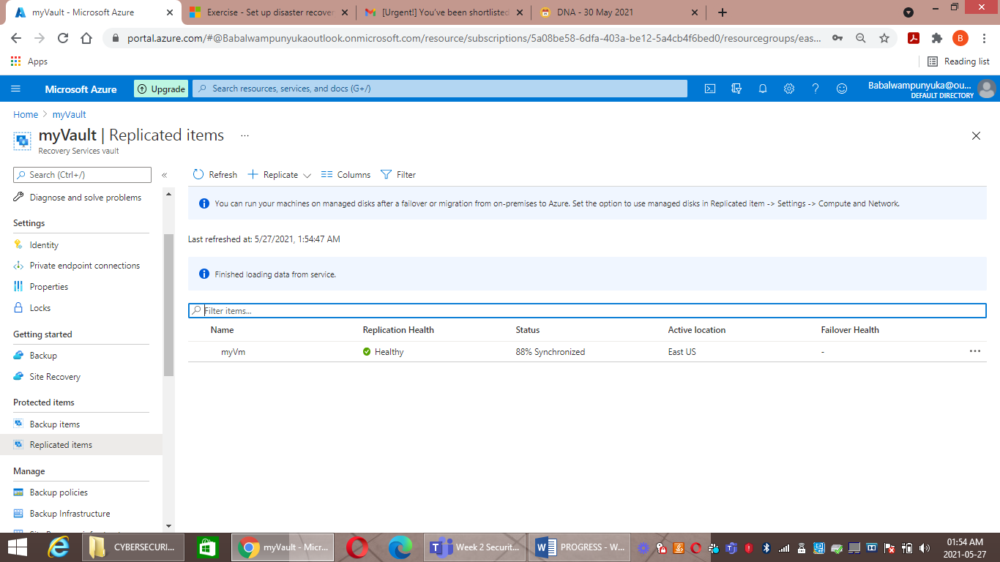 myVault - Microsoft Azure
Exercise - Set up disaster recover
[Urgent!] You've been shortlisted
DNA - 30 May 2021
portal.azure.com/#@Babalwampunyukaoutlook.onmicrosoft.com/resource/subscriptions/5a08be58-6dfa-403a-be12-5a4cb4f6bed0/resourcegroups/eas...
B
Apps
Reading list
Microsoft Azure
Upgrade
Search resources, services, and docs (G+/)
Babalwampunyuka@ou...
DEFAULT DIRECTORY
Home > myVault
myVault | Replicated items ...
Recovery Services vault
Search (Ctrl+/)
«
Refresh
Replicate
Columns
Filter
Diagnose and solve problems
Settings
Identity
Private endpoint connections
Properties
Locks
Getting started
Backup
Site Recovery
Protected items
Backup items
Replicated items
Manage
Backup policies
Backup Infrastructure
You can run your machines on managed disks after a failover or migration from on-premises to Azure. Set the option to use managed disks in Replicated item -> Settings -> Compute and Network.
Last refreshed at: 5/27/2021, 1:54:47 AM
Finished loading data from service.
Filter items...
Name Replication Health Status Active location Failover Health
myVm Healthy 88% Synchronized East US -
CYBERSECURI...
myVault - Micr...
Week 2 Securit...
PROGRESS - W...
01:54 AM
2021-05-27